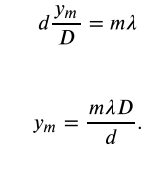 d y_m / D = mλ
y_m = mλD / d.